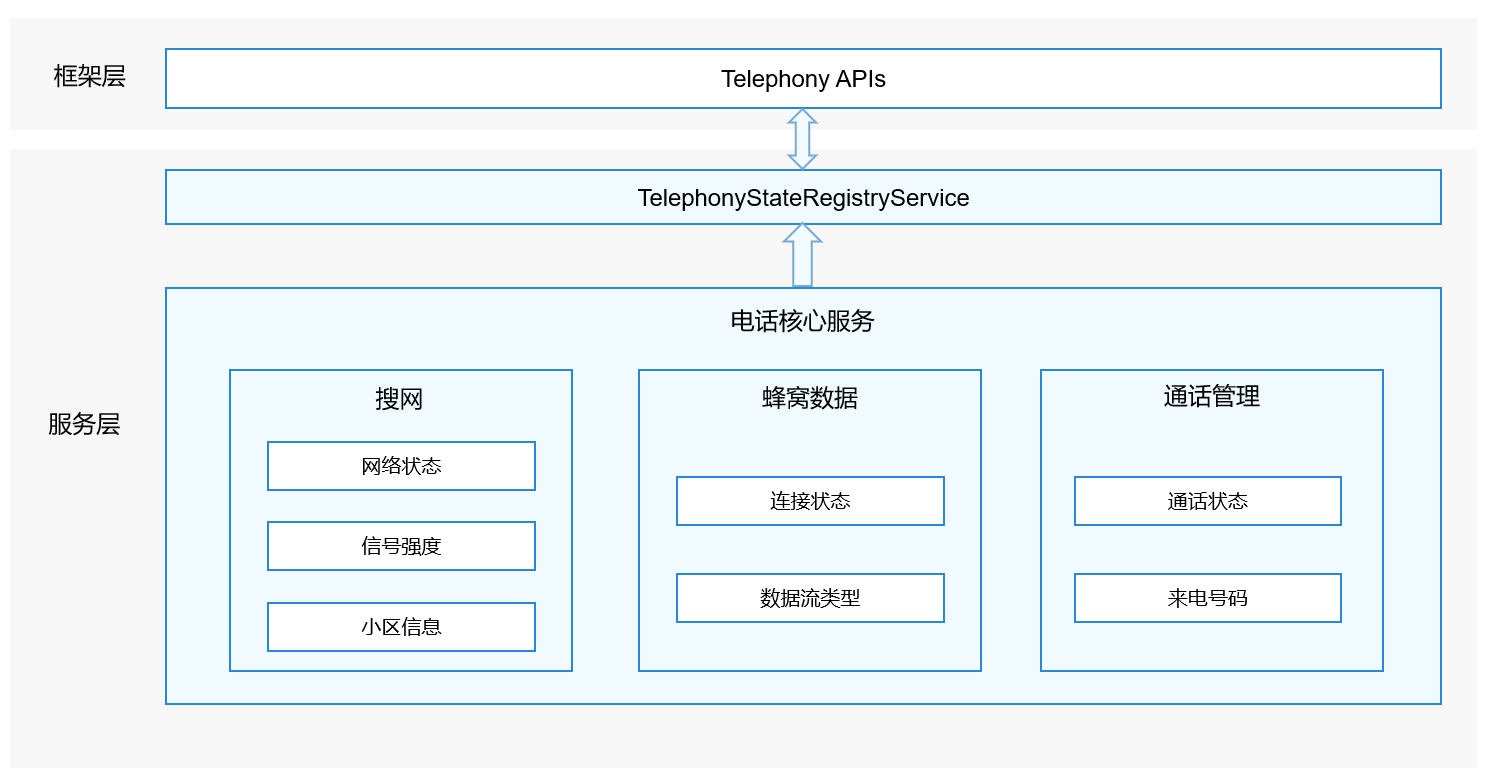 框架层
Telephony APIs
TelephonyStateRegistryService
服务层
电话核心服务
搜网
网络状态
信号强度
小区信息
蜂窝数据
连接状态
数据流类型
通话管理
通话状态
来电号码